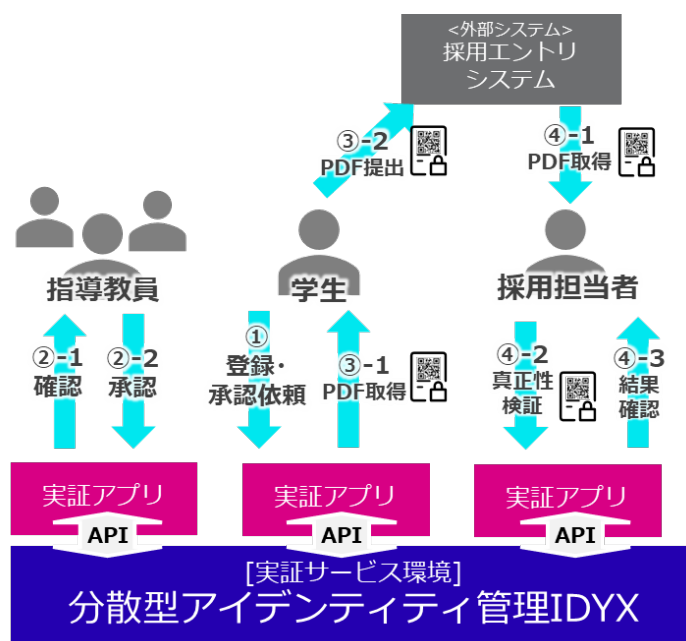 <外部システム>
採用エントリ
システム
③-2
PDF提出
④-1
PDF取得
指導教員
学生
採用担当者
②-1
確認
②-2
承認
①
登録・
承認依頼
③-1
PDF取得
④-2
真正性
検証
④-3
結果
確認
実証アプリ
実証アプリ
実証アプリ
API
API
API
[実証サービス環境]
分散型アイデンティティ管理IDYX